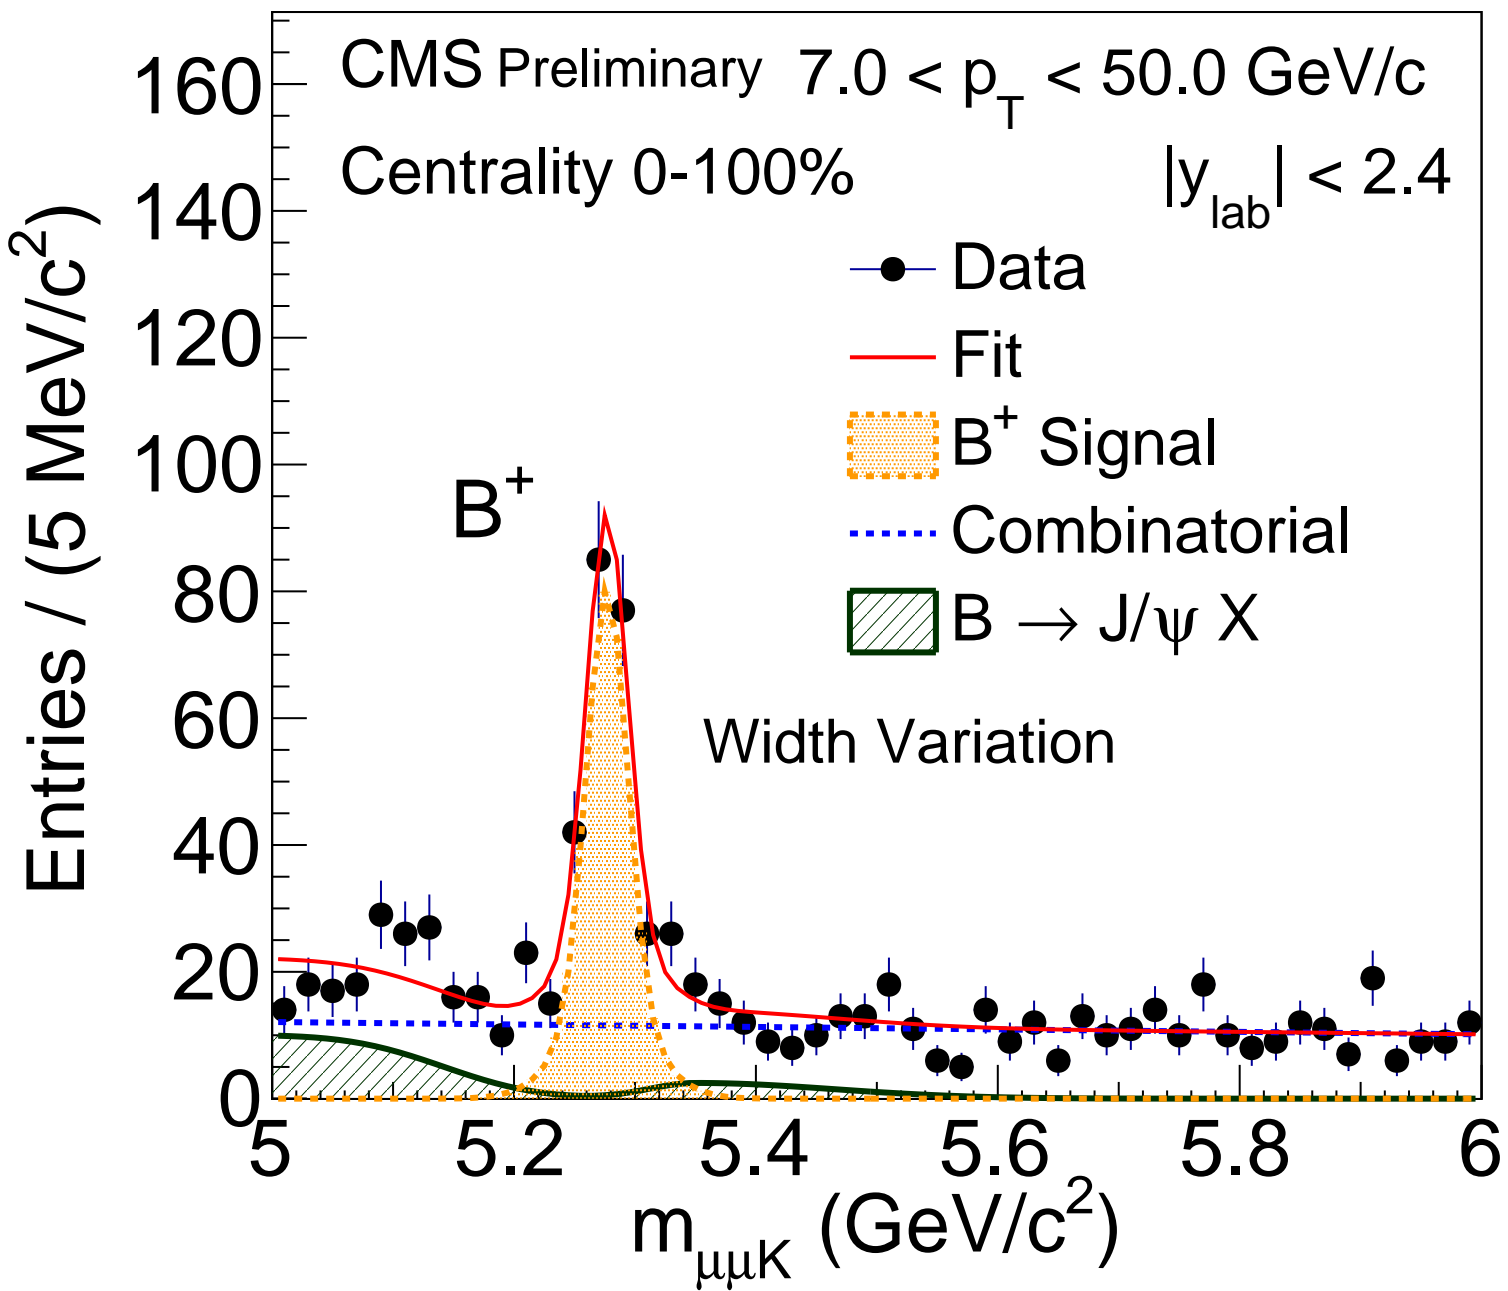 CMS Preliminary 7.0 < p_T < 50.0 GeV/c
Centrality 0-100% |y_lab| < 2.4
Data
Fit
B⁺ Signal
Combinatorial
B → J/ψ X
B⁺
Width Variation
Entries / (5 MeV/c²)
160
140
120
100
80
60
40
20
0
5 5.2 5.4 5.6 5.8 6
m_μμK (GeV/c²)